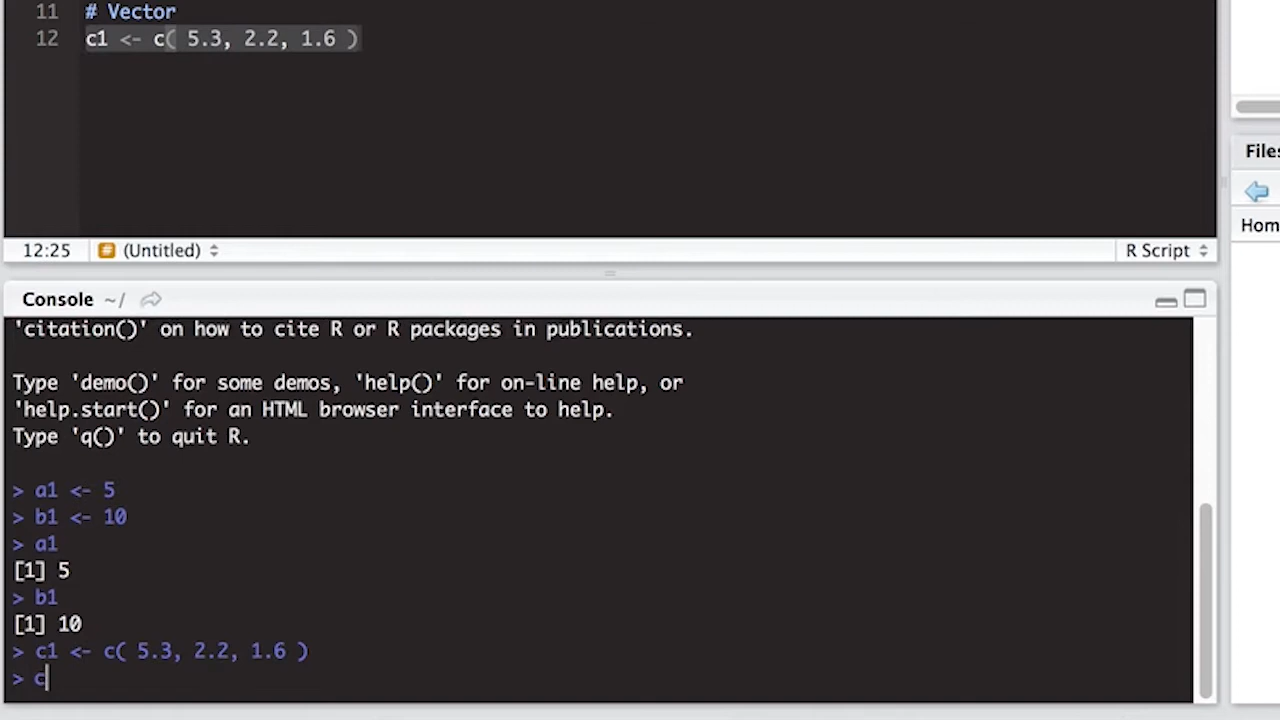 11 # Vector
12 c1 <- c( 5.3, 2.2, 1.6 )
Files
Hom
12:25 (Untitled) R Script
Console ~/
'citation()' on how to cite R or R packages in publications.
Type 'demo()' for some demos, 'help()' for on-line help, or
'help.start()' for an HTML browser interface to help.
Type 'q()' to quit R.
> a1 <- 5
> b1 <- 10
> a1
[1] 5
> b1
[1] 10
> c1 <- c( 5.3, 2.2, 1.6 )
> c